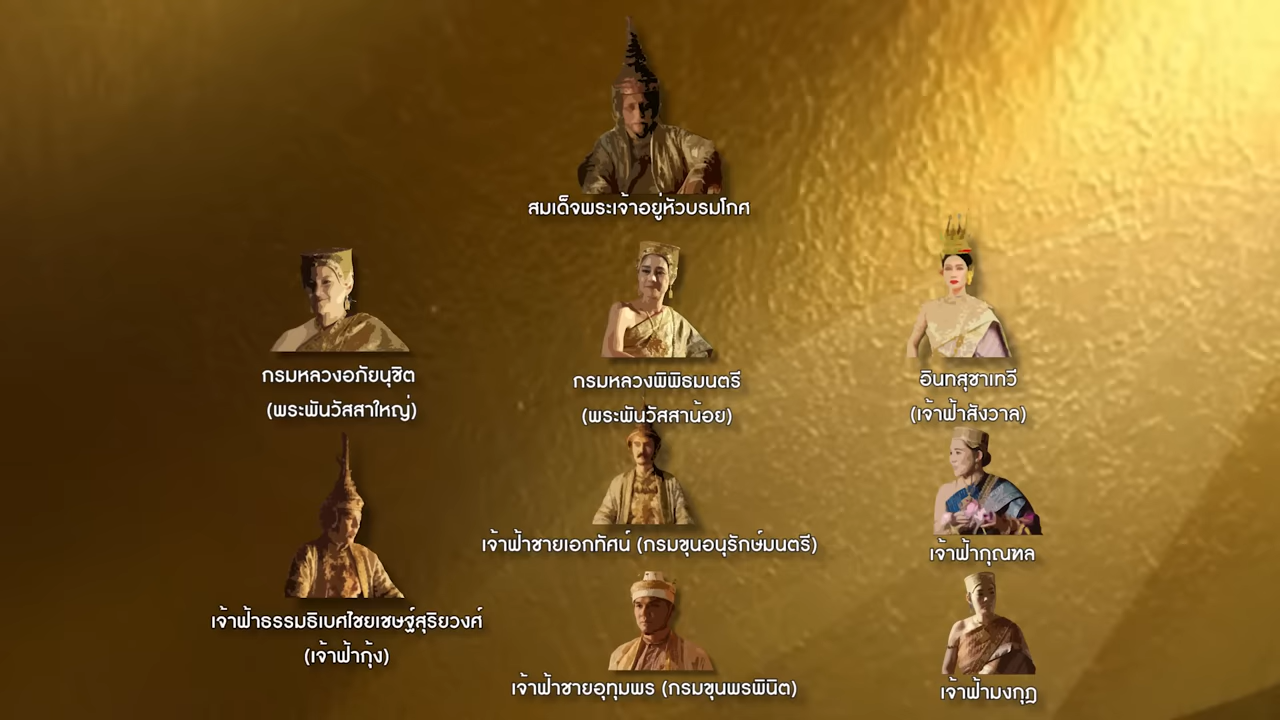 สมเด็จพระเจ้าอยู่หัวบรมโกศ
กรมหลวงอภัยนุชิต
(พระพันวัสสาใหญ่)
กรมหลวงพิพิธมนตรี
(พระพันวัสสาน้อย)
อินทสุชาเทวี
(เจ้าฟ้าสังวาล)
เจ้าฟ้าธรรมธิเบศไชยเชษฐ์สุริยวงศ์
(เจ้าฟ้ากุ้ง)
เจ้าฟ้าชายเอกทัศน์ (กรมขุนอนุรักษ์มนตรี)
เจ้าฟ้ากุณฑล
เจ้าฟ้าชายอุทุมพร (กรมขุนพรพินิต)
เจ้าฟ้ามงกุฎ